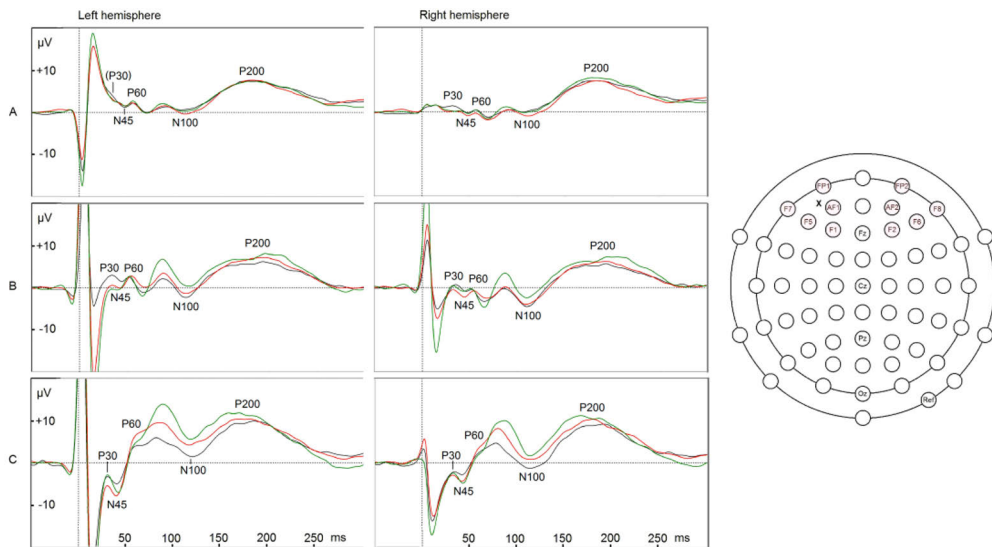 Left hemisphere
Right hemisphere
µV
+10
-10
A
(P30)
P60
N45
N100
P200
P30
P60
N45
N100
P200
µV
+10
-10
B
P30
P60
N45
N100
P200
P30
P60
N45
N100
P200
µV
+10
-10
C
P30
P60
N45
N100
P200
P30
P60
N45
N100
P200
50 100 150 200 250 ms
50 100 150 200 250 ms
FP1 FP2
F7 X AF1 AF2 F8
F5 F6
F1 Fz F2
Cz
Pz
Oz
Ref